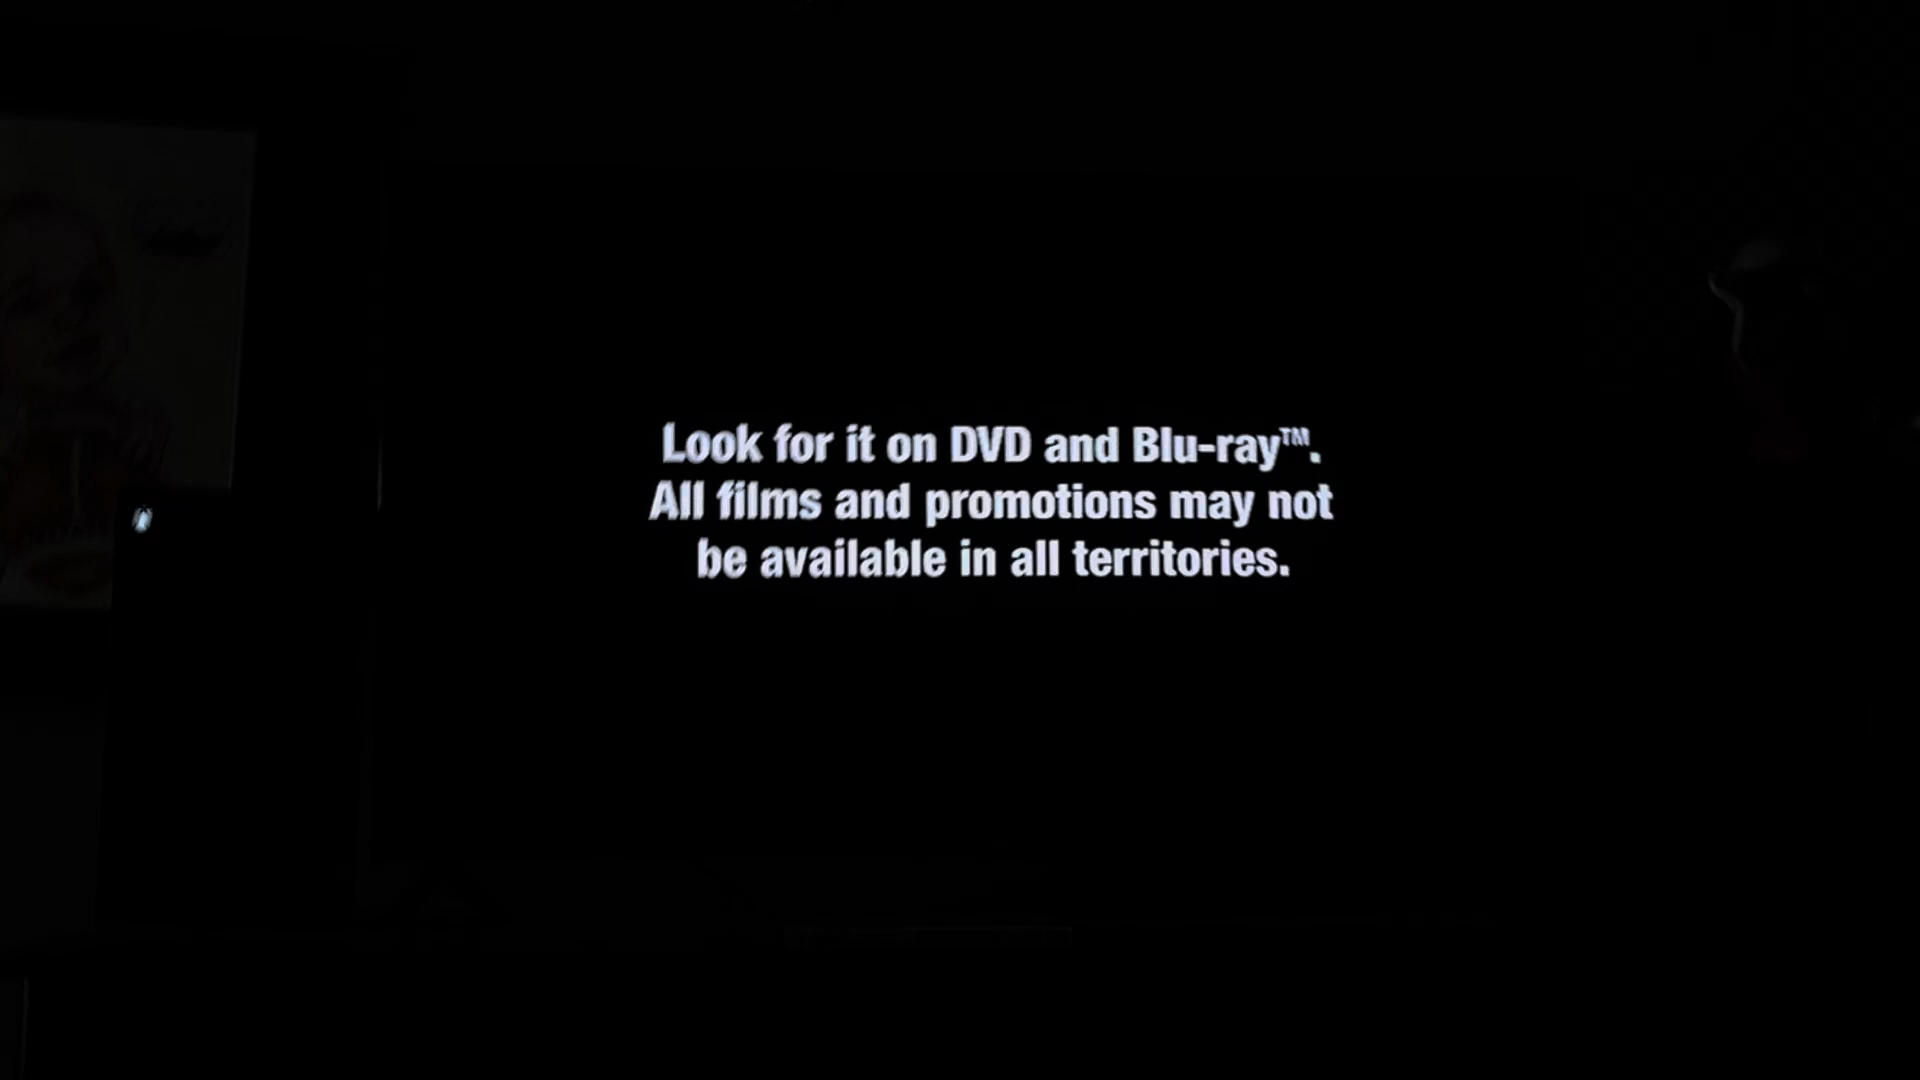 Look for it on DVD and Blu-ray™.
All films and promotions may not
be available in all territories.